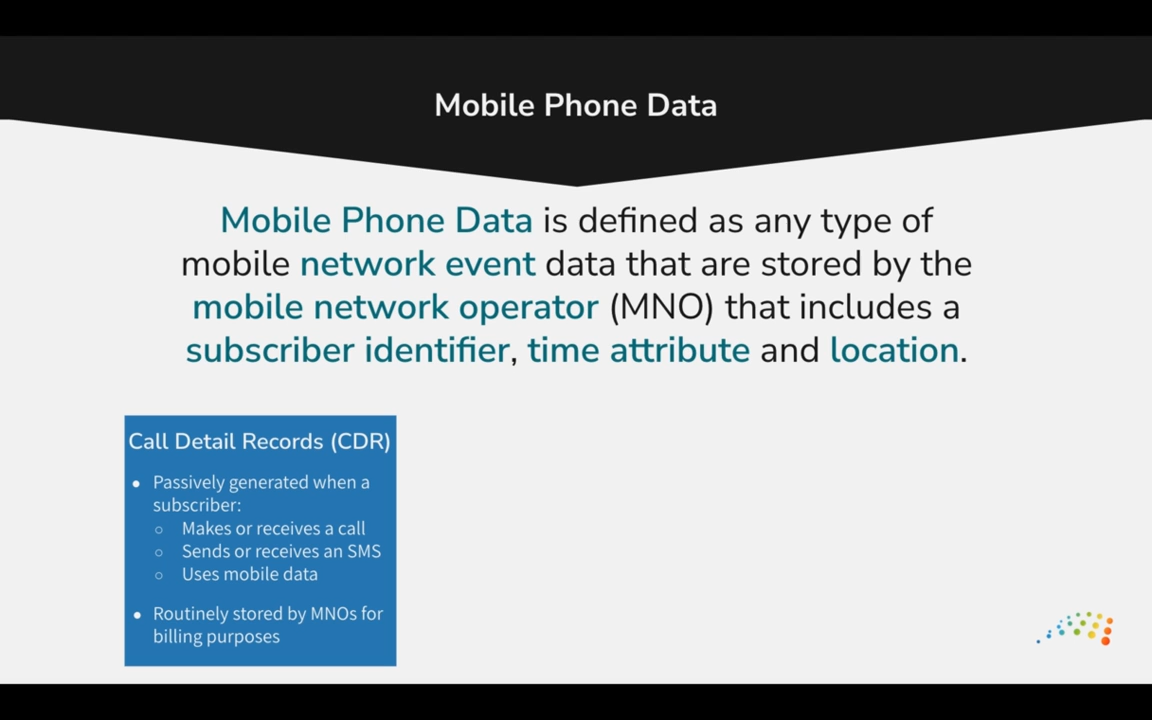 Mobile Phone Data
Mobile Phone Data is defined as any type of
mobile network event data that are stored by the
mobile network operator (MNO) that includes a
subscriber identifier, time attribute and location.
Call Detail Records (CDR)
• Passively generated when a
subscriber:
○ Makes or receives a call
○ Sends or receives an SMS
○ Uses mobile data
• Routinely stored by MNOs for
billing purposes